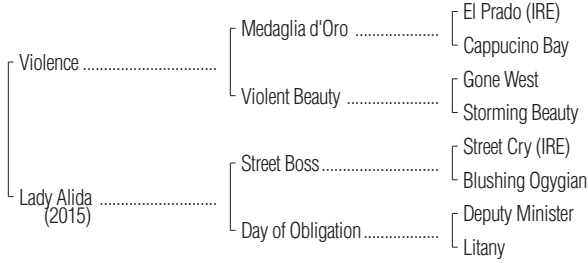 El Prado (IRE)
Medaglia d'Oro
Cappucino Bay
Violence
Gone West
Violent Beauty
Storming Beauty
Street Cry (IRE)
Street Boss
Blushing Ogygian
Lady Alida
(2015)
Deputy Minister
Day of Obligation
Litany